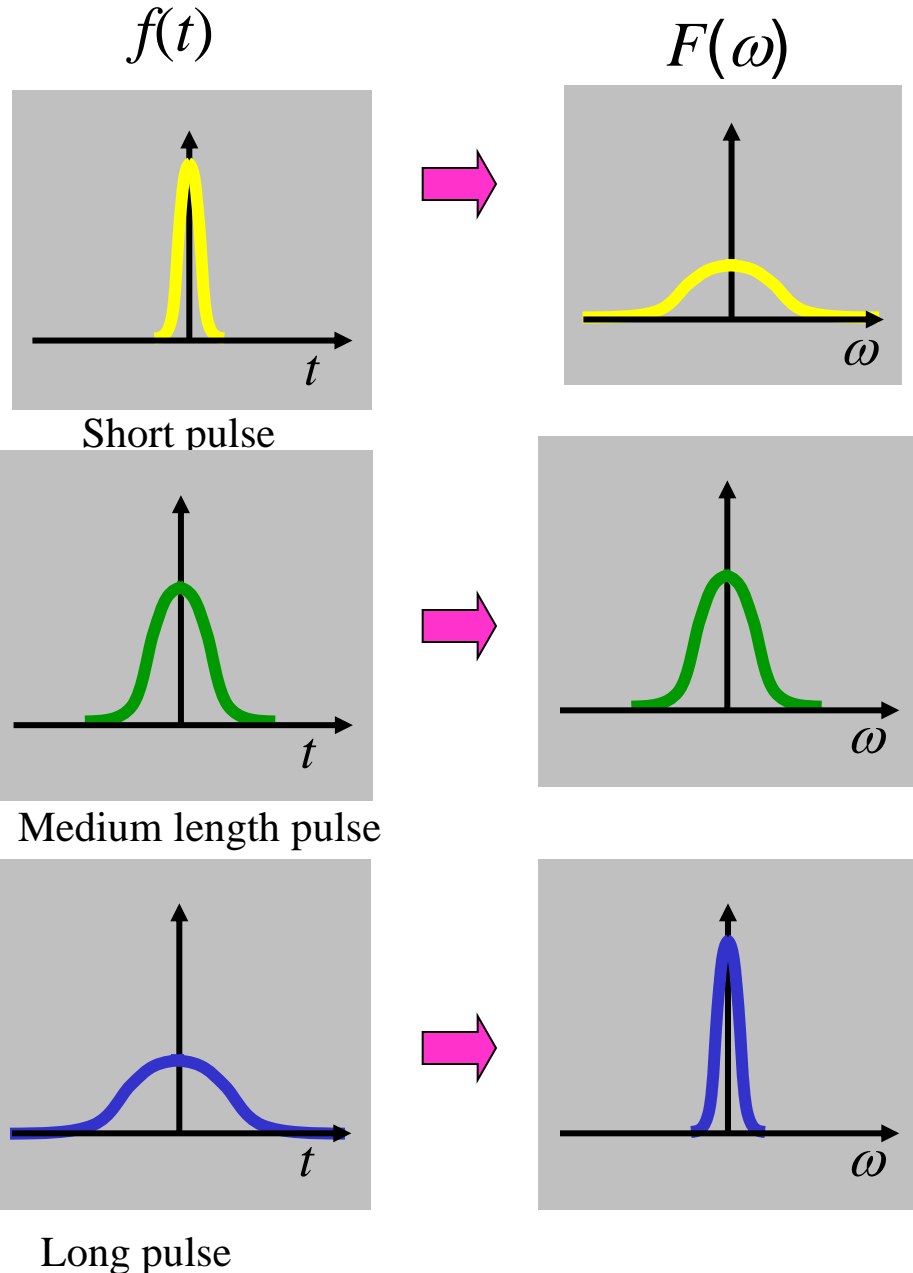 f(t)
F(ω)
t
ω
Short pulse
t
ω
Medium length pulse
t
ω
Long pulse